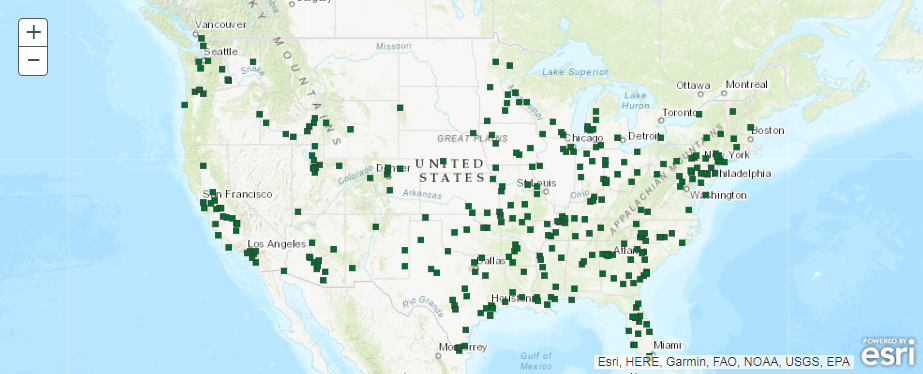 Calgary
Vancouver
+
Seattle
−
Missouri
Snake
MOUNTAINS
Lake Superior
Ottawa
Montreal
Mississippi
Lake
Huron
Toronto
Boston
GREAT PLAINS
Chicago
Detroit
New York
Denver
UNITED
STATES
Colorado
Arkansas
St Louis
Ohio
APPALACHIAN MOUNTAINS
Philadelphia
San Francisco
Washington
Los Angeles
Atlanta
Dallas
Rio Grande
Houston
Monterrey
Miami
Gulf of
Mexico
Esri, HERE, Garmin, FAO, NOAA, USGS, EPA
POWERED BY
esri